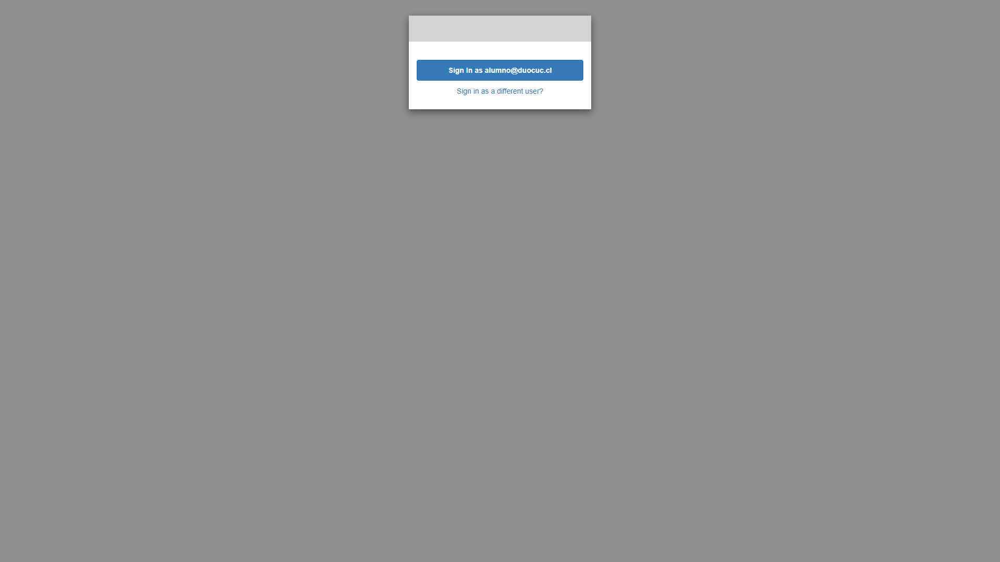 Sign in as alumno@duocuc.cl
Sign in as a different user?